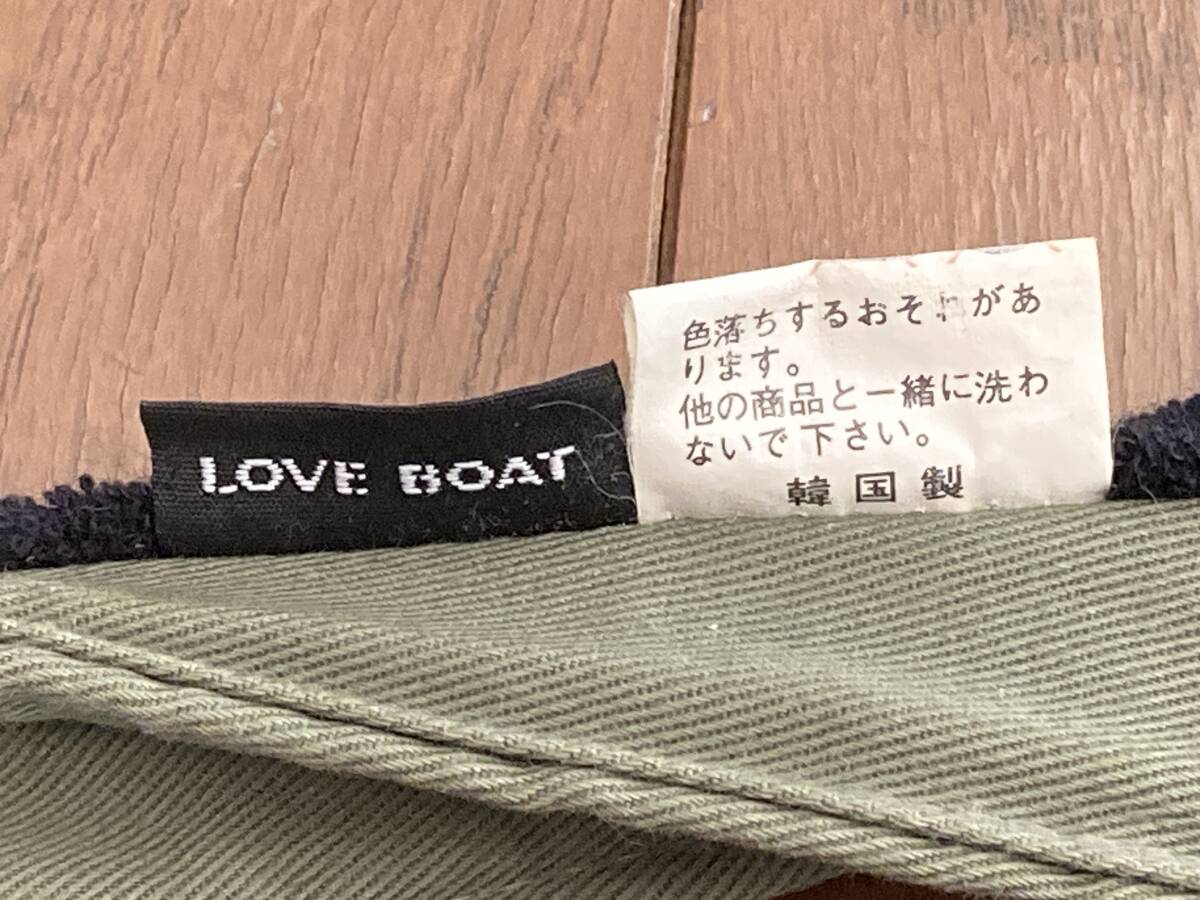 LOVE BOAT
色落ちするおそれがあ
ります。
他の商品と一緒に洗わ
ないで下さい。
韓国製